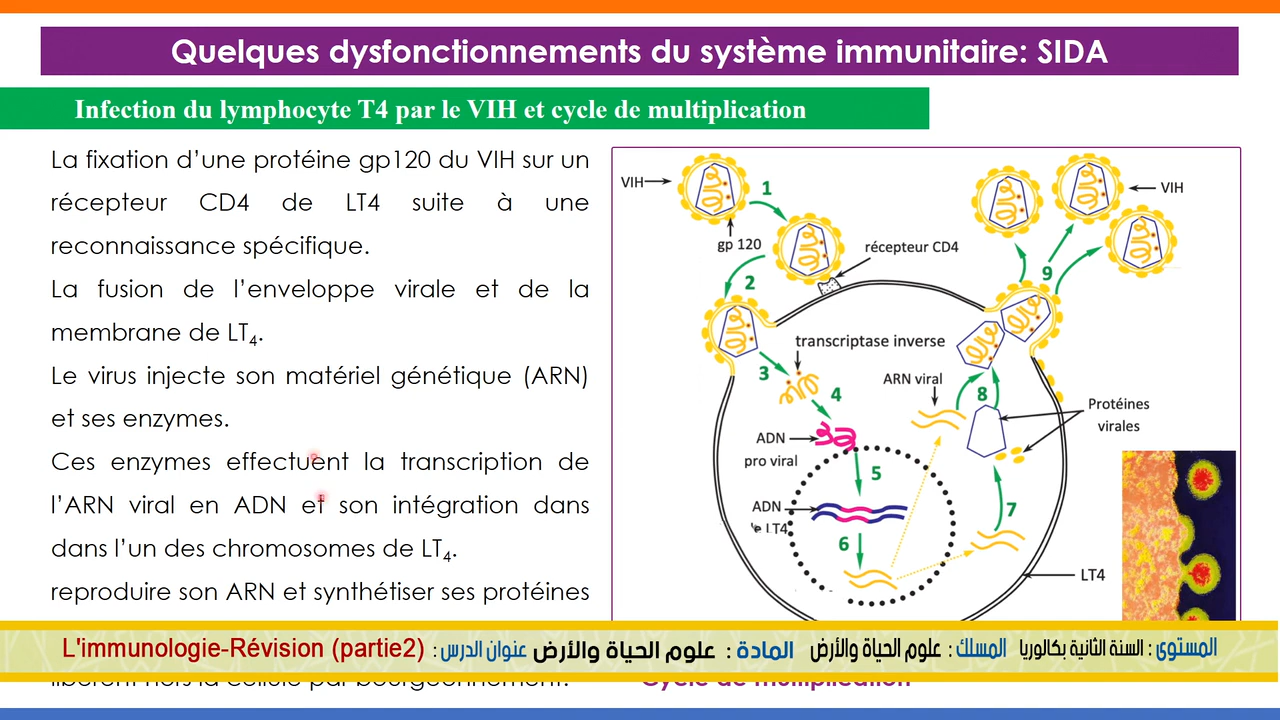 Quelques dysfonctionnements du système immunitaire: SIDA
Infection du lymphocyte T4 par le VIH et cycle de multiplication
La fixation d’une protéine gp120 du VIH sur un
récepteur CD4 de LT4 suite à une
reconnaissance spécifique.
La fusion de l’enveloppe virale et de la
membrane de LT4.
Le virus injecte son matériel génétique (ARN)
et ses enzymes.
Ces enzymes effectuent la transcription de
l’ARN viral en ADN et son intégration dans
dans l’un des chromosomes de LT4.
reproduire son ARN et synthétiser ses protéines
VIH
1
gp 120
récepteur CD4
2
transcriptase inverse
3
4
ADN
pro viral
5
ADN
LT4
6
7
ARN viral
8
Protéines
virales
9
VIH
LT4
المستوى : السنة الثانية بكالوريا المسلك : علوم الحياة والأرض المادة : علوم الحياة والأرض عنوان الدرس : L'immunologie-Révision (partie2)
Cycle de multiplication